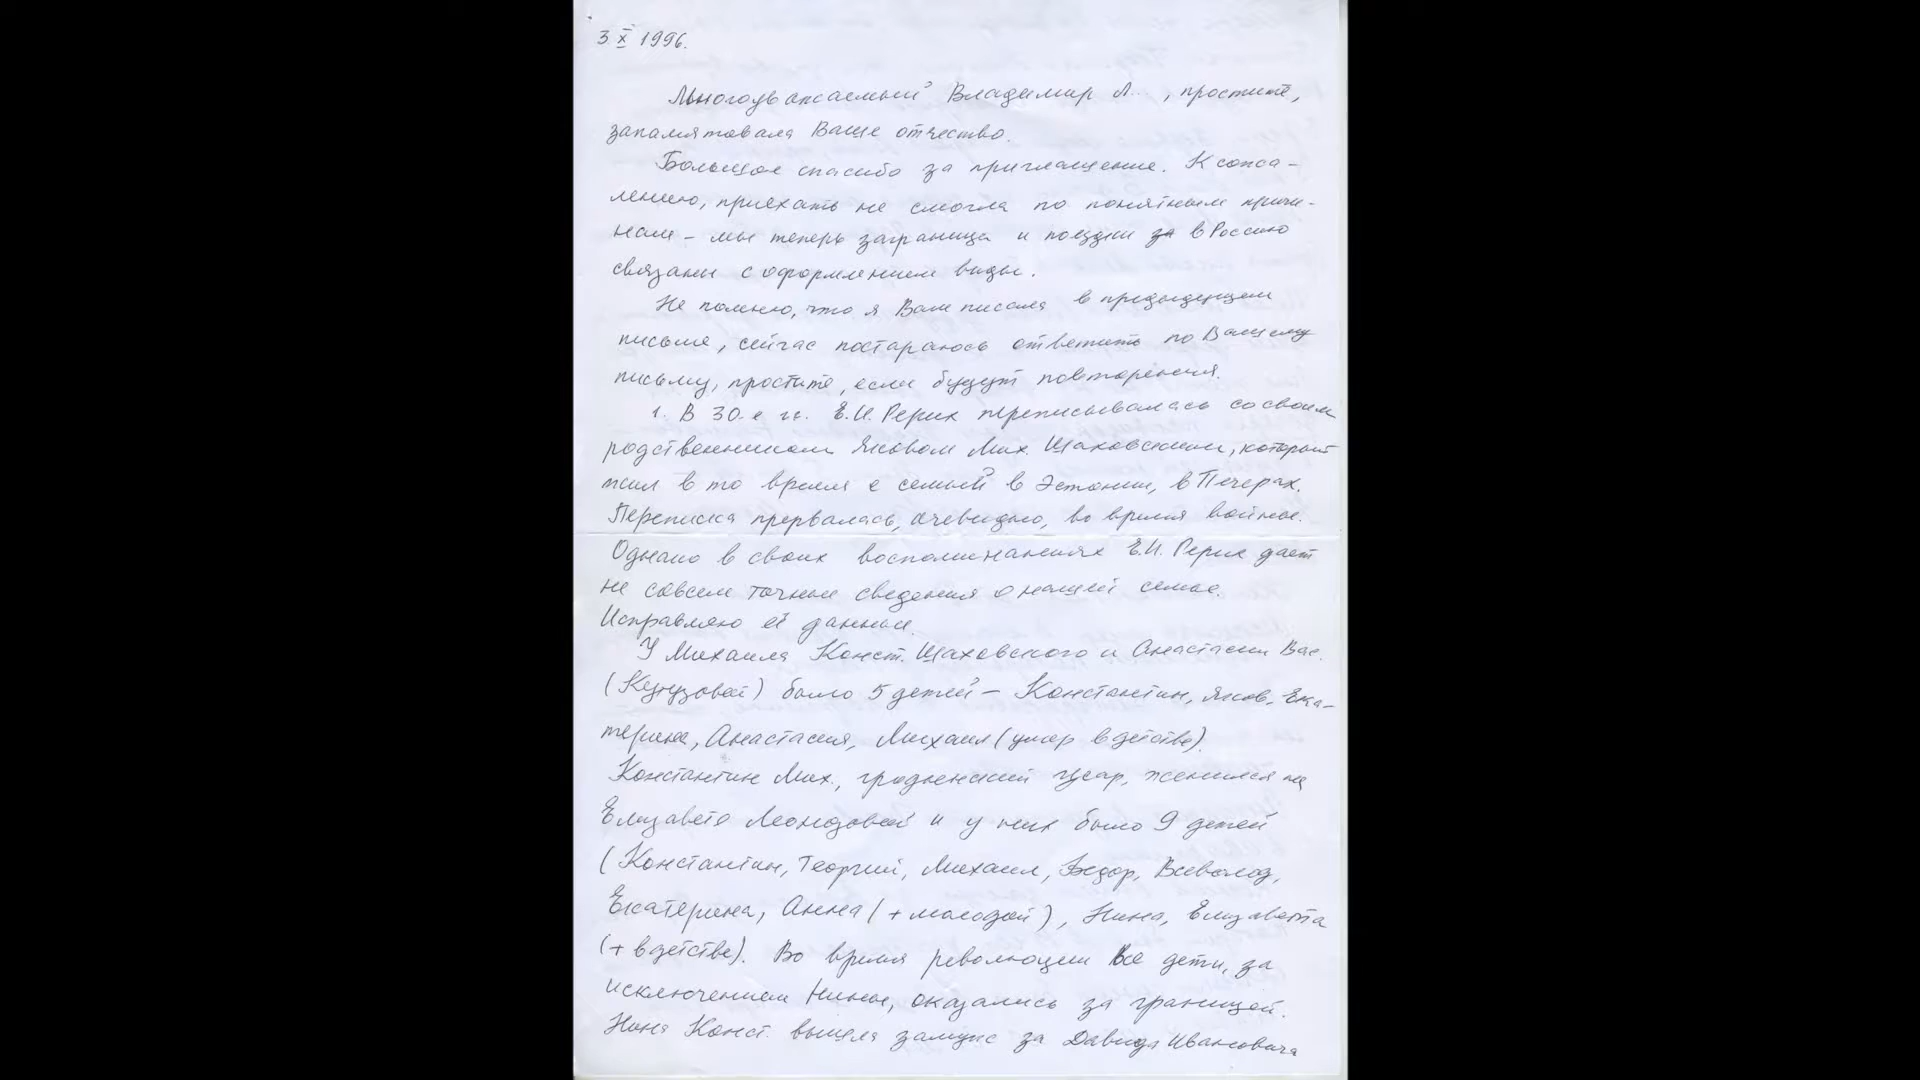 3 X 1996.
Многоуважаемый Владимир А..., простите,
запамятовала Ваше отчество.
Большое спасибо за приглашение. К сожа-
лению, приехать не смогла по понятным причи-
нам – мы теперь заграница и поездки в Россию
связаны с оформлением визы.
Не помню, что я Вам писала в предыдущем
письме, сейчас постараюсь ответить по Вашему
письму, простите, если будут повторения.
1. В 30-е гг. Е.И. Рерих переписывалась со своим
родственником Яковом Мих. Шаховским, который
жил в то время с семьей в Эстонии, в Печерах.
Переписка прервалась, очевидно, во время войны.
Однако в своих воспоминаниях Е.И. Рерих дает
не совсем точные сведения о нашей семье.
Исправляю её данные.
У Михаила Конст. Шаховского и Анастасии Вас.
(Кутузовой) было 5 детей – Константин, Яков, Ека-
терина, Анастасия, Михаил (умер в детстве).
Константин Мих., гродненский гусар, женился на
Елизавете Леонидовой и у них было 9 детей
(Константин, Георгий, Михаил, Федор, Всеволод,
Екатерина, Анна (+ молодой), Нина, Елизавета
(+ в детстве). Во время революции все дети, за
исключением Нины, оказались за границей.
Нина Конст. вышла замуж за Давида Ивановича